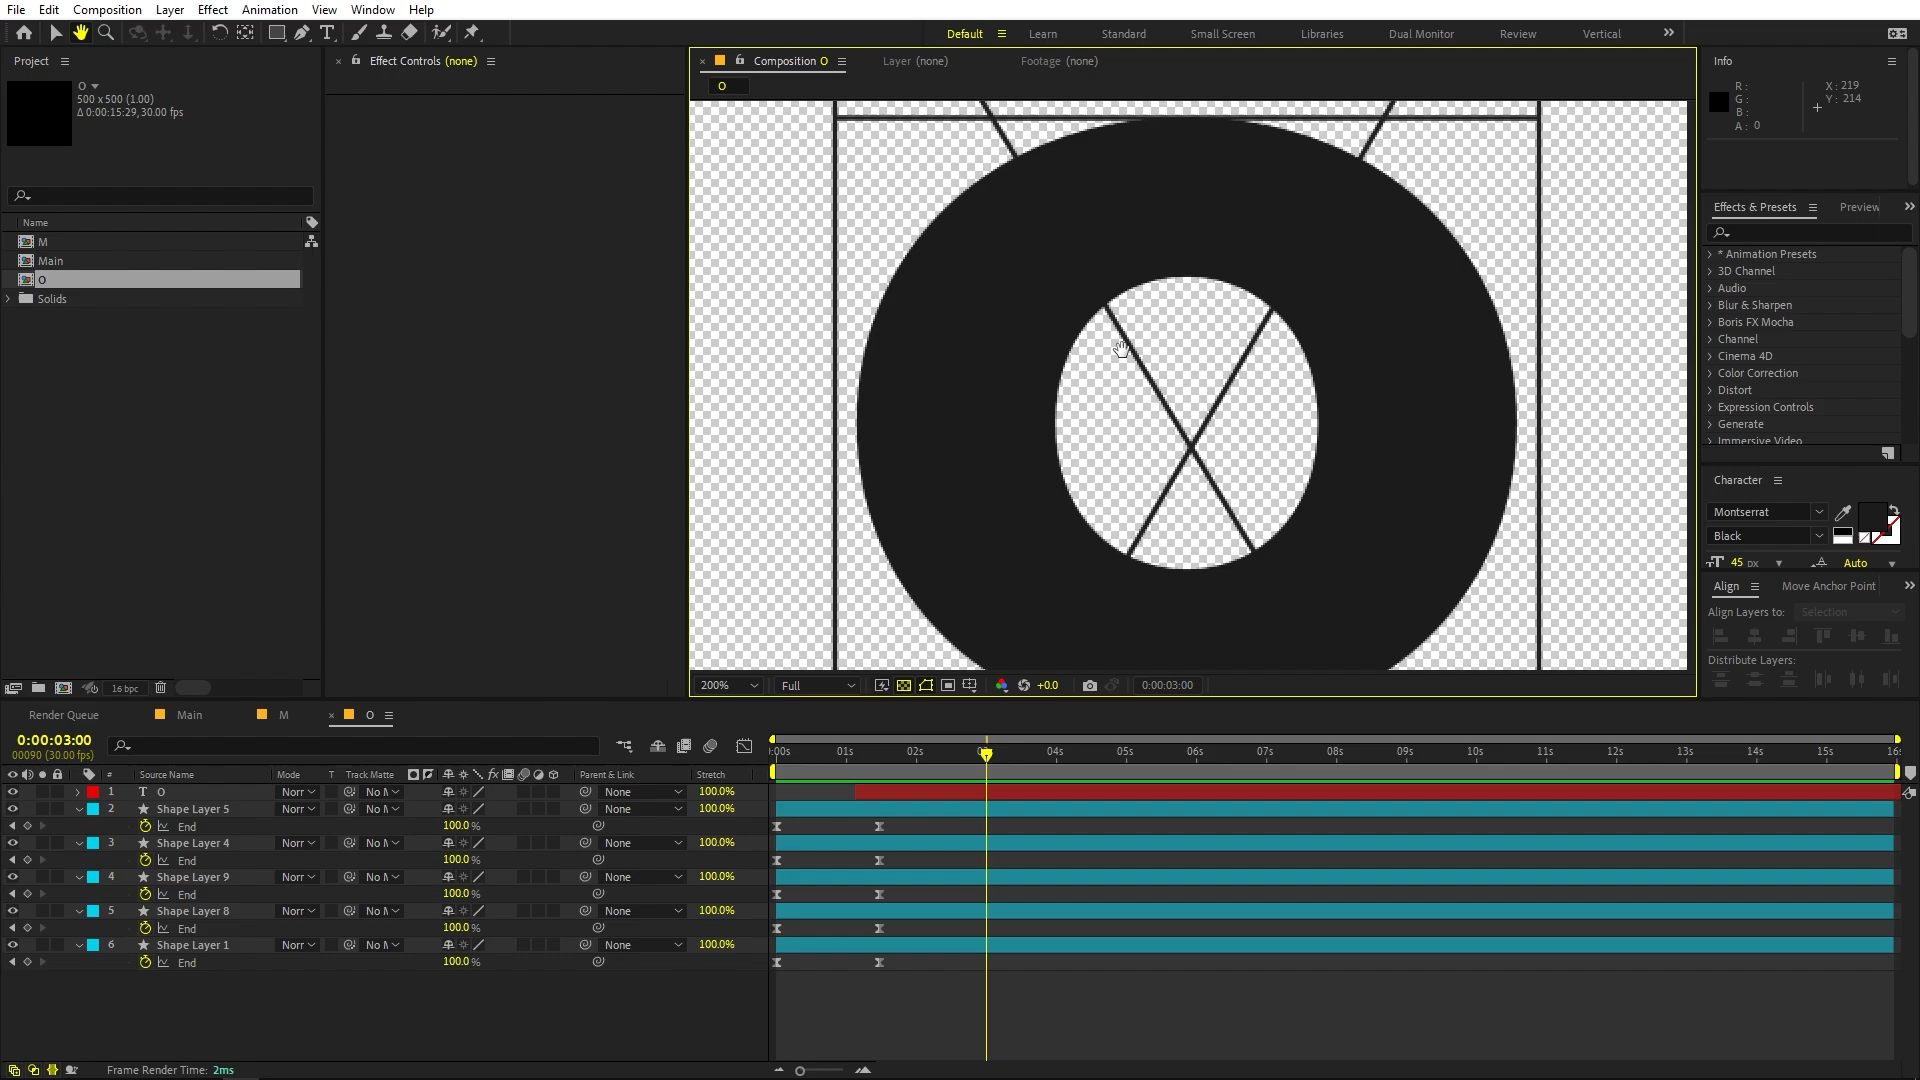 File Edit Composition Layer Effect Animation View Window Help
Default Learn Standard Small Screen Libraries Dual Monitor Review Vertical
Project
O
500 x 500 (1.00)
Δ 0:00:15:29, 30.00 fps
Name
M
Main
O
Solids
16 bpc
Effect Controls (none)
Composition O Layer (none) Footage (none)
O
200% Full +0.0 0:00:03:00
Info
R : X : 219
G : Y : 214
B :
A : 0
Effects & Presets Preview
* Animation Presets
3D Channel
Audio
Blur & Sharpen
Boris FX Mocha
Channel
Cinema 4D
Color Correction
Distort
Expression Controls
Generate
Immersive Video
Character
Montserrat
Black
45 px Auto
Align Move Anchor Point
Align Layers to: Selection
Distribute Layers:
Render Queue Main M O
0:00:03:00
00090 (30.00 fps)
:00s 01s 02s 04s 05s 06s 07s 08s 09s 10s 11s 12s 13s 14s 15s 16s
# Source Name Mode T Track Matte fx Parent & Link Stretch
1 T O Norr No M None 100.0%
2 Shape Layer 5 Norr No M None 100.0%
End 100.0 %
3 Shape Layer 4 Norr No M None 100.0%
End 100.0 %
4 Shape Layer 9 Norr No M None 100.0%
End 100.0 %
5 Shape Layer 8 Norr No M None 100.0%
End 100.0 %
6 Shape Layer 1 Norr No M None 100.0%
End 100.0 %
Frame Render Time: 2ms